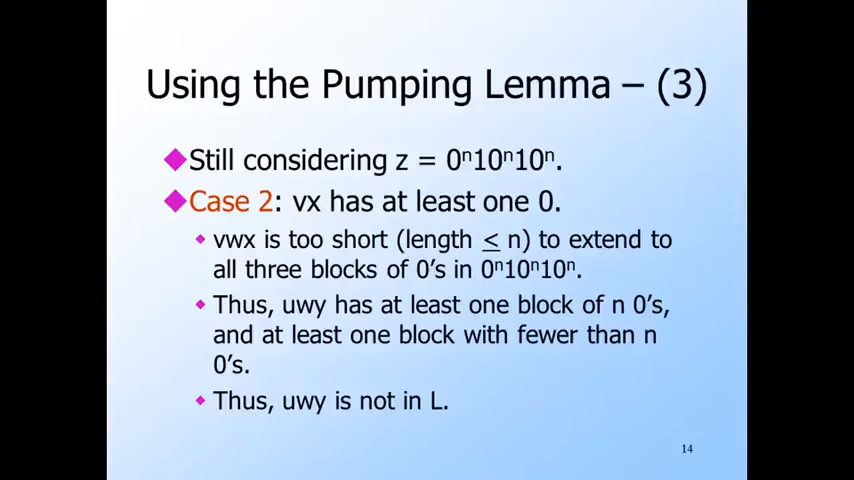 Using the Pumping Lemma – (3)
Still considering z = 0ⁿ10ⁿ10ⁿ.
Case 2: vx has at least one 0.
vwx is too short (length ≤ n) to extend to
all three blocks of 0's in 0ⁿ10ⁿ10ⁿ.
Thus, uwy has at least one block of n 0's,
and at least one block with fewer than n
0's.
Thus, uwy is not in L.
14